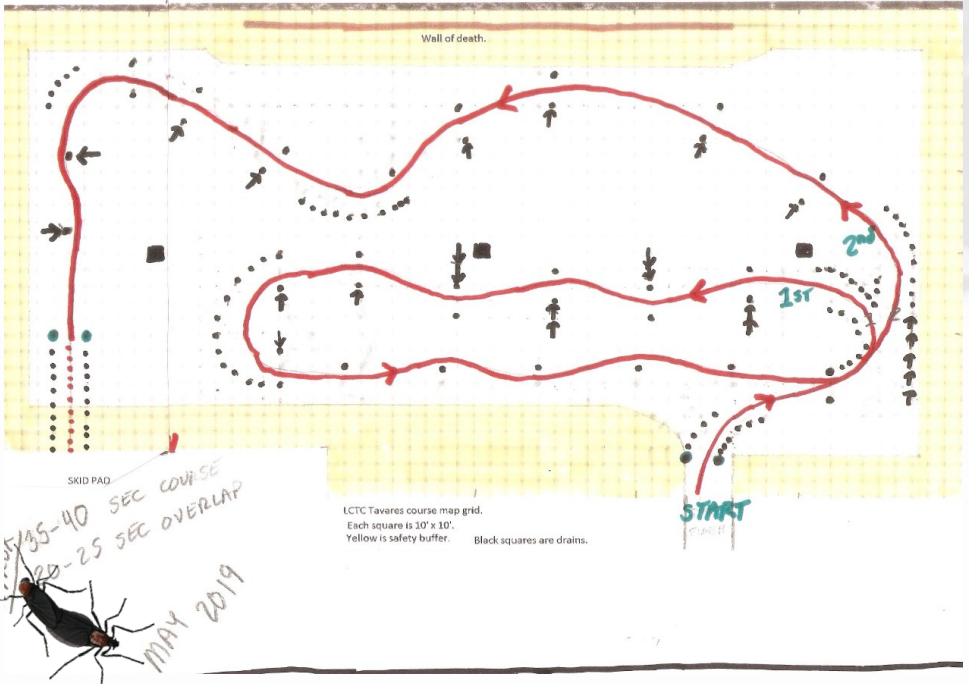 Wall of death.
2nd
1ST
SKID PAD
35-40 SEC COURSE
20-25 SEC OVERLAP
MAY 2019
START
LCTC Tavares course map grid.
Each square is 10' x 10'.
Yellow is safety buffer.
Black squares are drains.